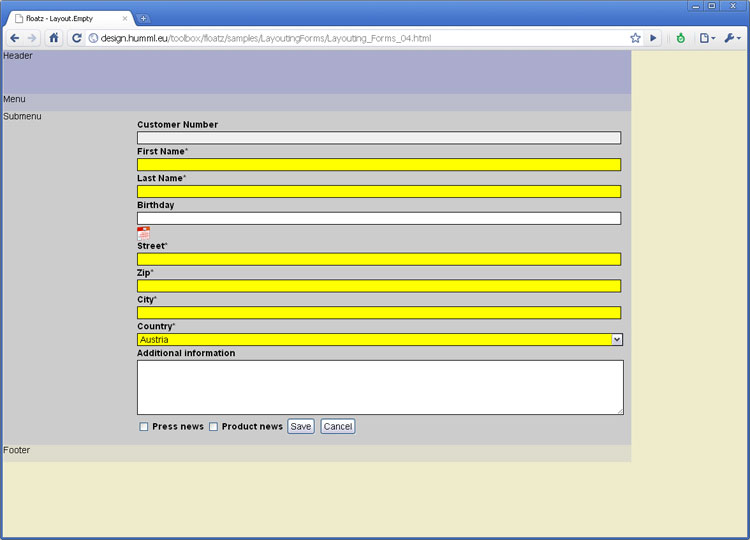 floatz - Layout.Empty
design.humml.eu/toolbox/floatz/samples/LayoutingForms/Layouting_Forms_04.html
Header
Menu
Submenu
Customer Number
First Name*
Last Name*
Birthday
Street*
Zip*
City*
Country*
Austria
Additional information
Press news Product news Save Cancel
Footer